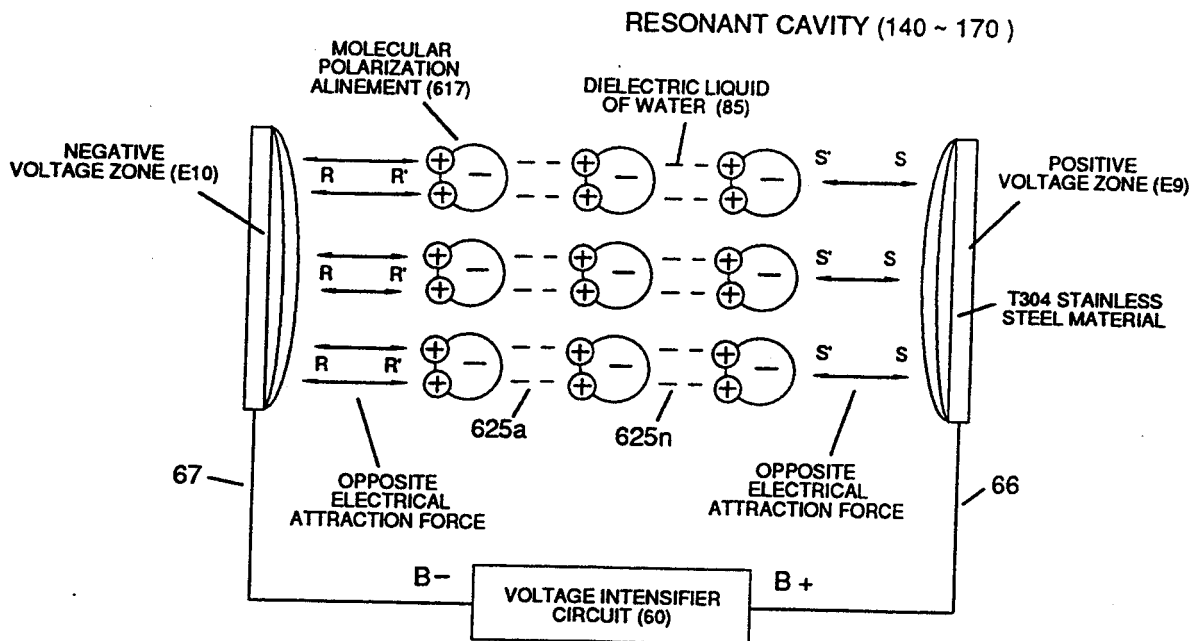 RESONANT CAVITY (140 ~ 170 )
MOLECULAR
POLARIZATION
ALINEMENT (617)
DIELECTRIC LIQUID
OF WATER (85)
NEGATIVE
VOLTAGE ZONE (E10)
POSITIVE
VOLTAGE ZONE (E9)
R R' + + − + + − + + − S' S
R R' + + − + + − + + − S' S
T304 STAINLESS
STEEL MATERIAL
R R' + + − + + − + + − S' S
625a
625n
67
OPPOSITE
ELECTRICAL
ATTRACTION FORCE
OPPOSITE
ELECTRICAL
ATTRACTION FORCE
66
B−
VOLTAGE INTENSIFIER
CIRCUIT (60)
B +